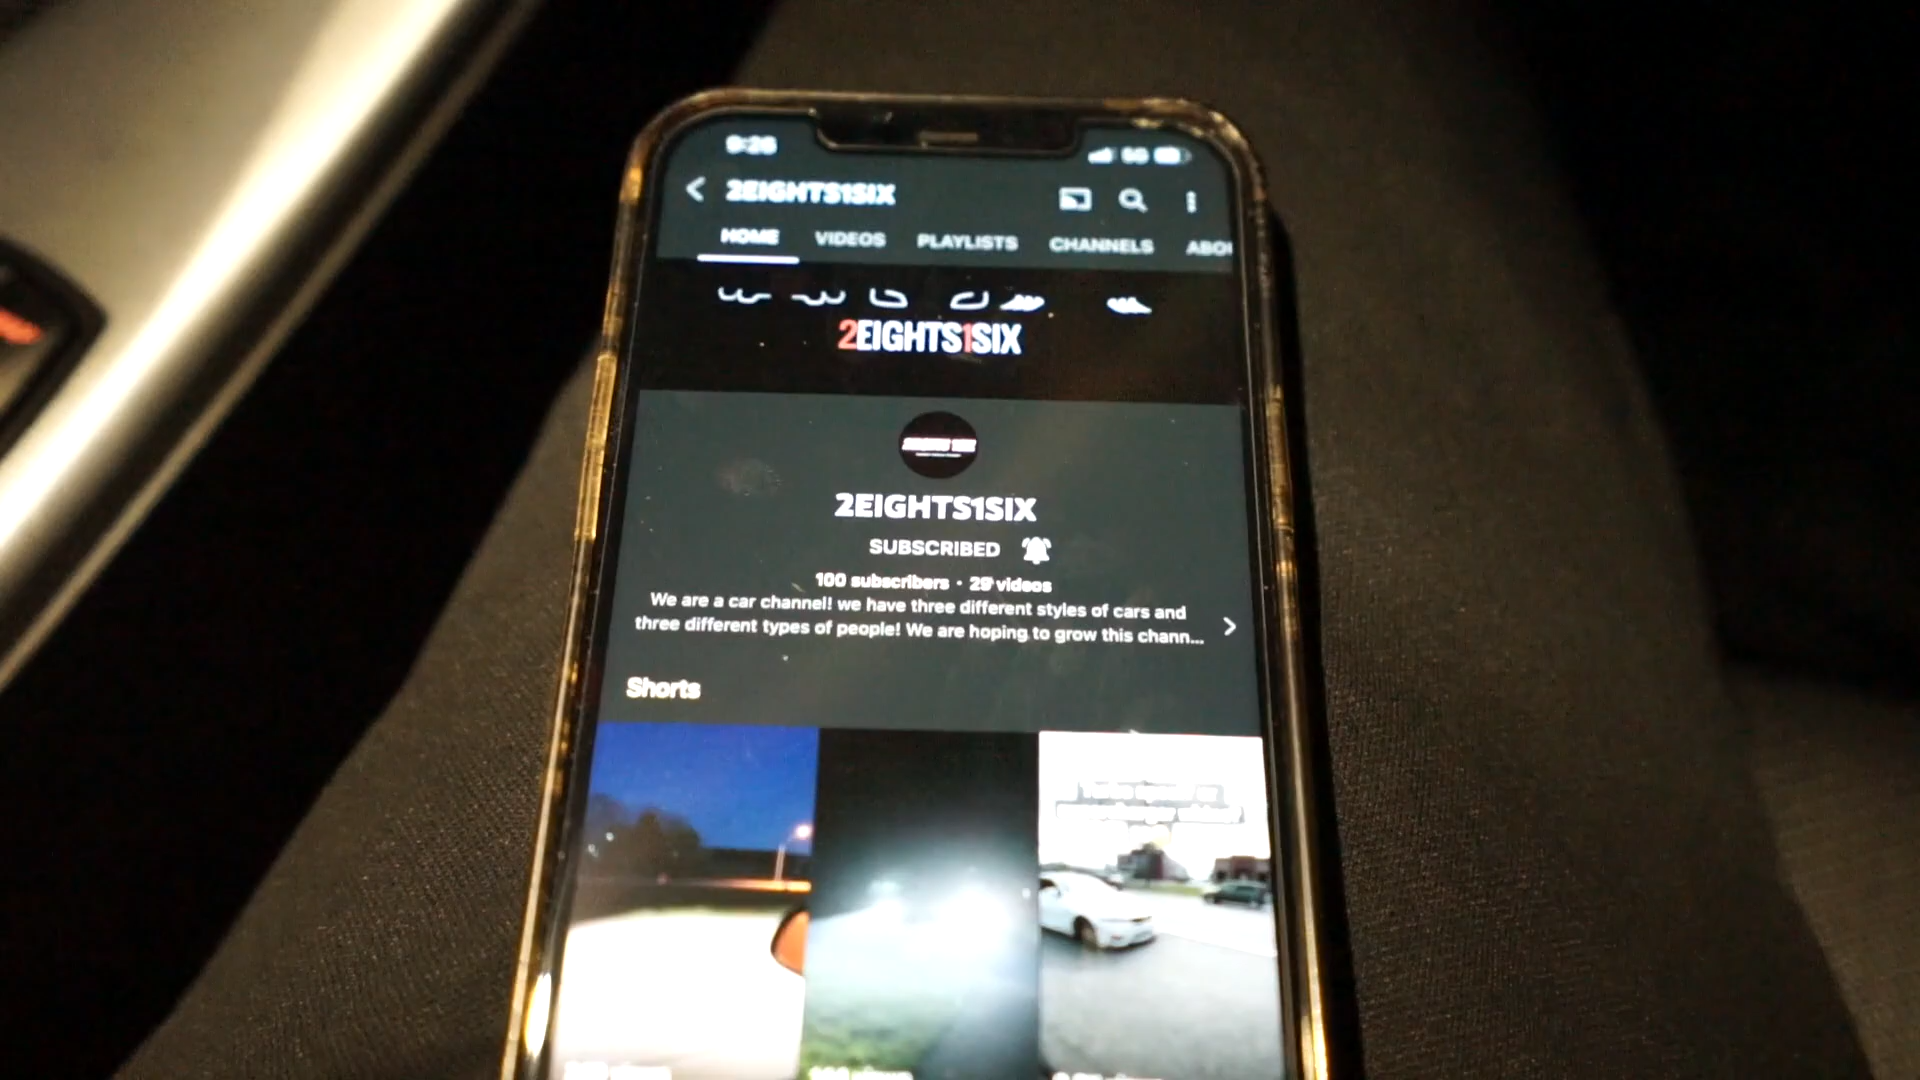 9:26 5G
2EIGHTS1SIX
HOME VIDEOS PLAYLISTS CHANNELS ABOU
2EIGHTS1SIX
2EIGHTS1SIX
SUBSCRIBED
100 subscribers · 29 videos
We are a car channel! we have three different styles of cars and
three different types of people! We are hoping to grow this chann...
Shorts